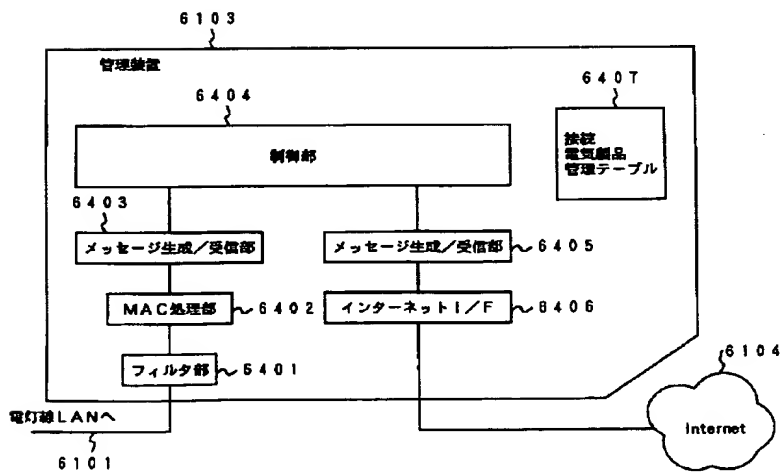 6103
管理装置
6404
6407
制御部
接続
電気製品
管理テーブル
6403
メッセージ生成/受信部
メッセージ生成/受信部
6405
MAC処理部
6402
インターネットI/F
6406
フィルタ部
6401
6104
電灯線LANへ
Internet
6101